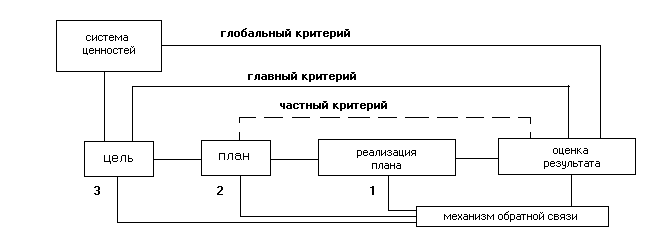 система
ценностей
глобальный критерий
главный критерий
частный критерий
цель
план
реализация
плана
оценка
результата
3
2
1
механизм обратной связи